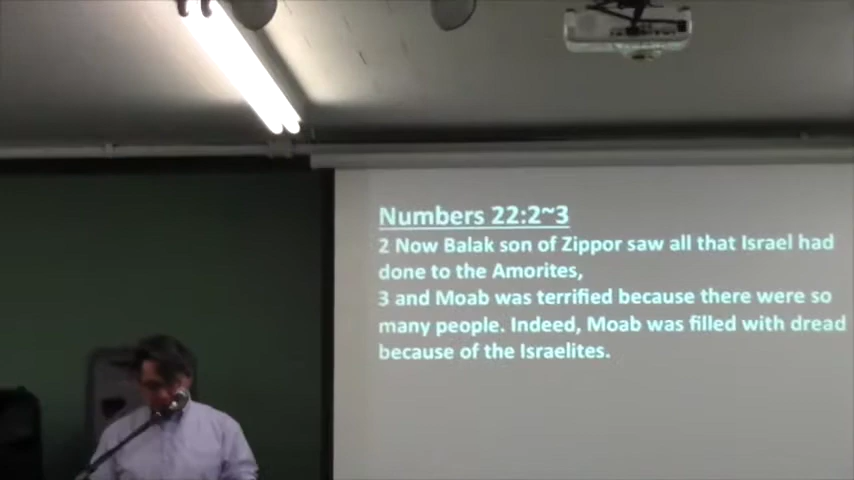 Numbers 22:2~3
2 Now Balak son of Zippor saw all that Israel had
done to the Amorites,
3 and Moab was terrified because there were so
many people. Indeed, Moab was filled with dread
because of the Israelites.